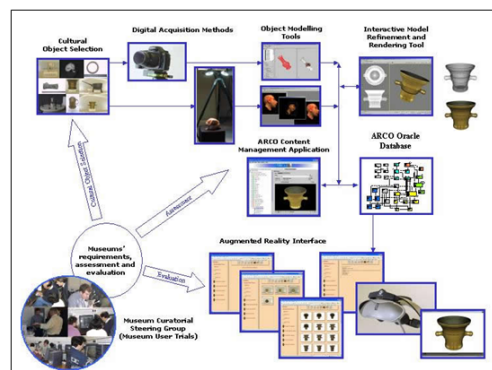 Cultural
Object Selection
Digital Acquisition Methods
Object Modelling
Tools
Interactive Model
Refinement and
Rendering Tool
ARCO Content
Management Application
ARCO Oracle
Database
Cultural Object Selection
Assessment
Museums'
requirements,
assessment and
evaluation
Evaluation
Augmented Reality Interface
Museum Curatorial
Steering Group
(Museum User Trials)